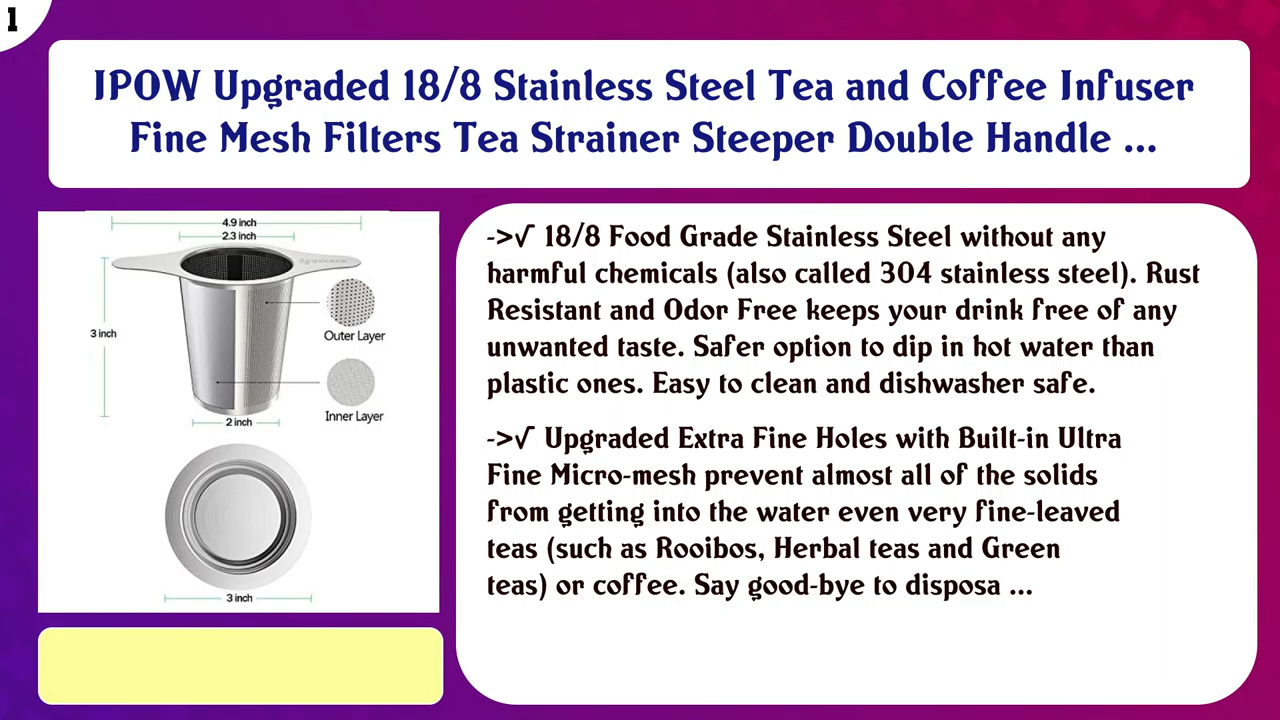 1
IPOW Upgraded 18/8 Stainless Steel Tea and Coffee Infuser
Fine Mesh Filters Tea Strainer Steeper Double Handle ...
4.9 inch
2.3 inch
3 inch
Outer Layer
Inner Layer
2 inch
3 inch
->√ 18/8 Food Grade Stainless Steel without any
harmful chemicals (also called 304 stainless steel). Rust
Resistant and Odor Free keeps your drink free of any
unwanted taste. Safer option to dip in hot water than
plastic ones. Easy to clean and dishwasher safe.
->√ Upgraded Extra Fine Holes with Built-in Ultra
Fine Micro-mesh prevent almost all of the solids
from getting into the water even very fine-leaved
teas (such as Rooibos, Herbal teas and Green
teas) or coffee. Say good-bye to disposa ...